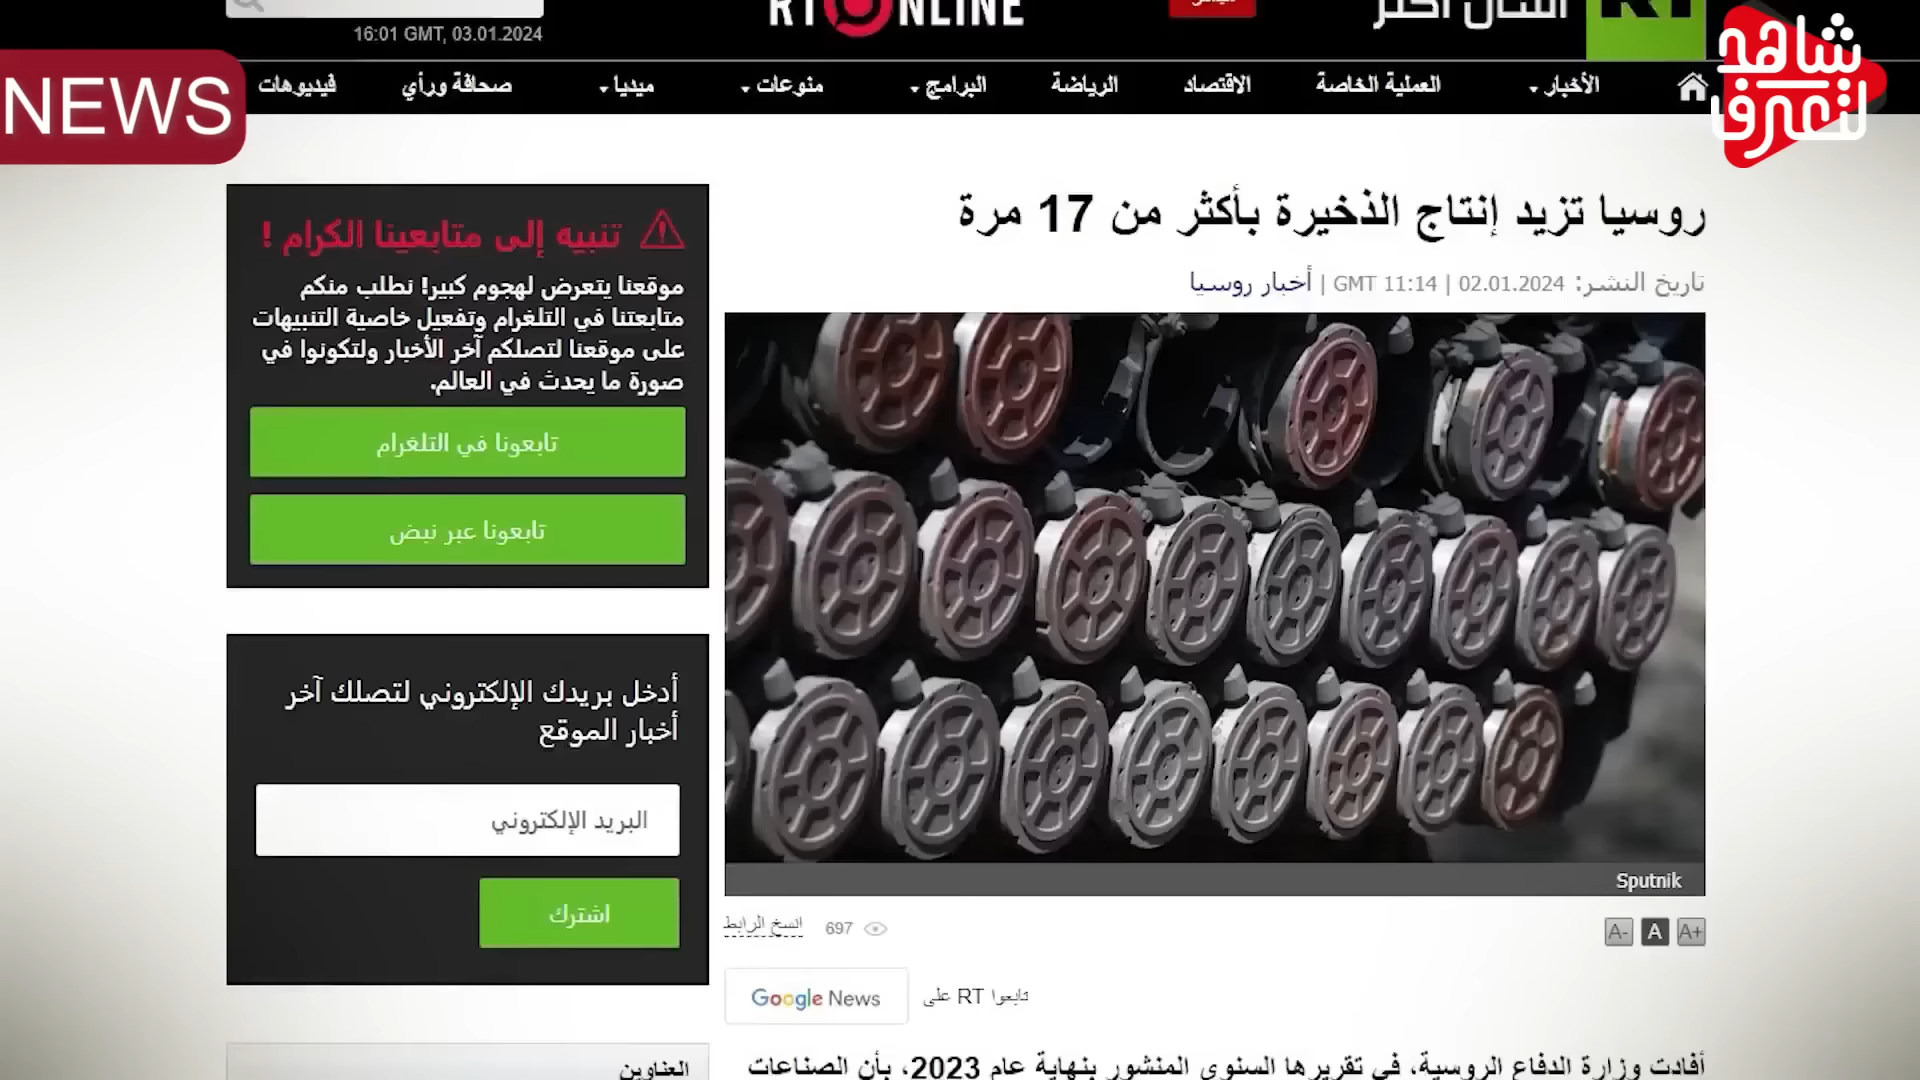 16:01 GMT, 03.01.2024
NEWS
شاهد
لتعرف
الأخبار
العملية الخاصة
الاقتصاد
الرياضة
البرامج
منوعات
ميديا
صحافة ورأي
فيديوهات
روسيا تزيد إنتاج الذخيرة بأكثر من 17 مرة
تاريخ النشر: 02.01.2024 | 11:14 GMT | أخبار روسيا
Sputnik
A- A A+
697
انسخ الرابط
تابعوا RT على
Google News
أفادت وزارة الدفاع الروسية، في تقريرها السنوي المنشور بنهاية عام 2023، بأن الصناعات
تنبيه إلى متابعينا الكرام !
موقعنا يتعرض لهجوم كبير! نطلب منكم
متابعتنا في التلغرام وتفعيل خاصية التنبيهات
على موقعنا لتصلكم آخر الأخبار ولتكونوا في
صورة ما يحدث في العالم.
تابعونا في التلغرام
تابعونا عبر نبض
أدخل بريدك الإلكتروني لتصلك آخر
أخبار الموقع
البريد الإلكتروني
اشترك
العناوين